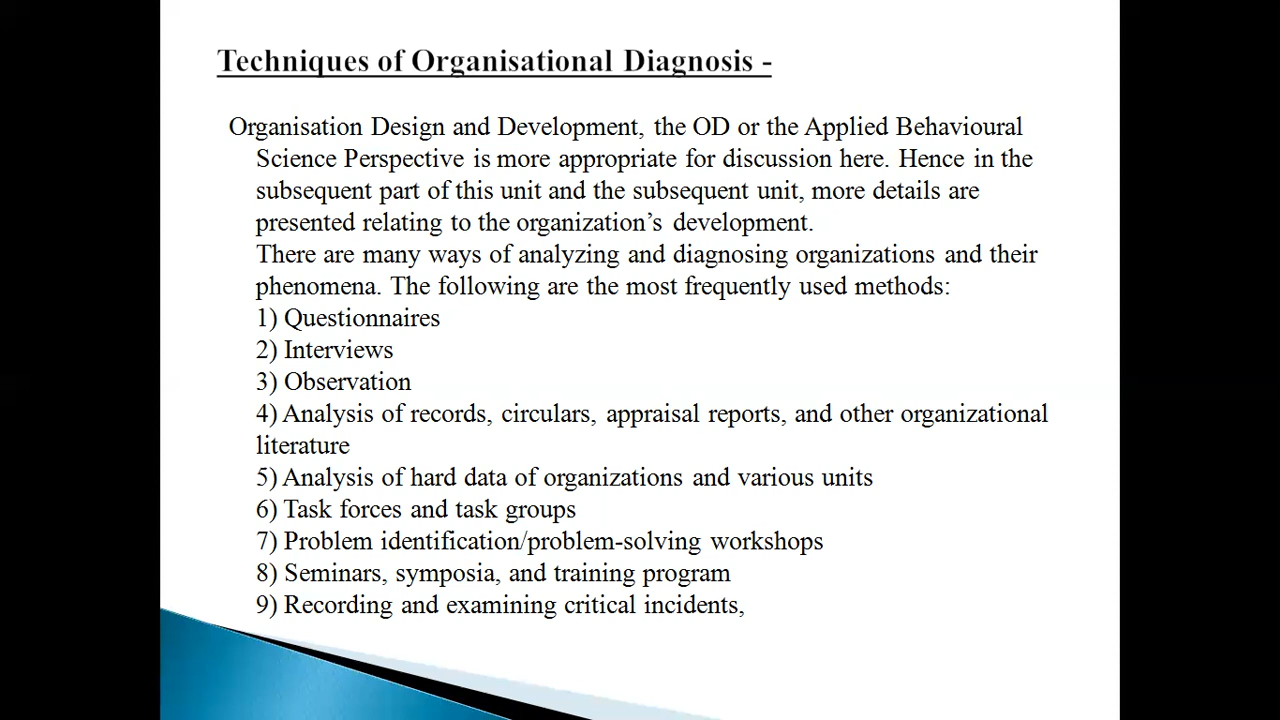 Techniques of Organisational Diagnosis -
Organisation Design and Development, the OD or the Applied Behavioural
Science Perspective is more appropriate for discussion here. Hence in the
subsequent part of this unit and the subsequent unit, more details are
presented relating to the organization’s development.
There are many ways of analyzing and diagnosing organizations and their
phenomena. The following are the most frequently used methods:
1) Questionnaires
2) Interviews
3) Observation
4) Analysis of records, circulars, appraisal reports, and other organizational
literature
5) Analysis of hard data of organizations and various units
6) Task forces and task groups
7) Problem identification/problem-solving workshops
8) Seminars, symposia, and training program
9) Recording and examining critical incidents,